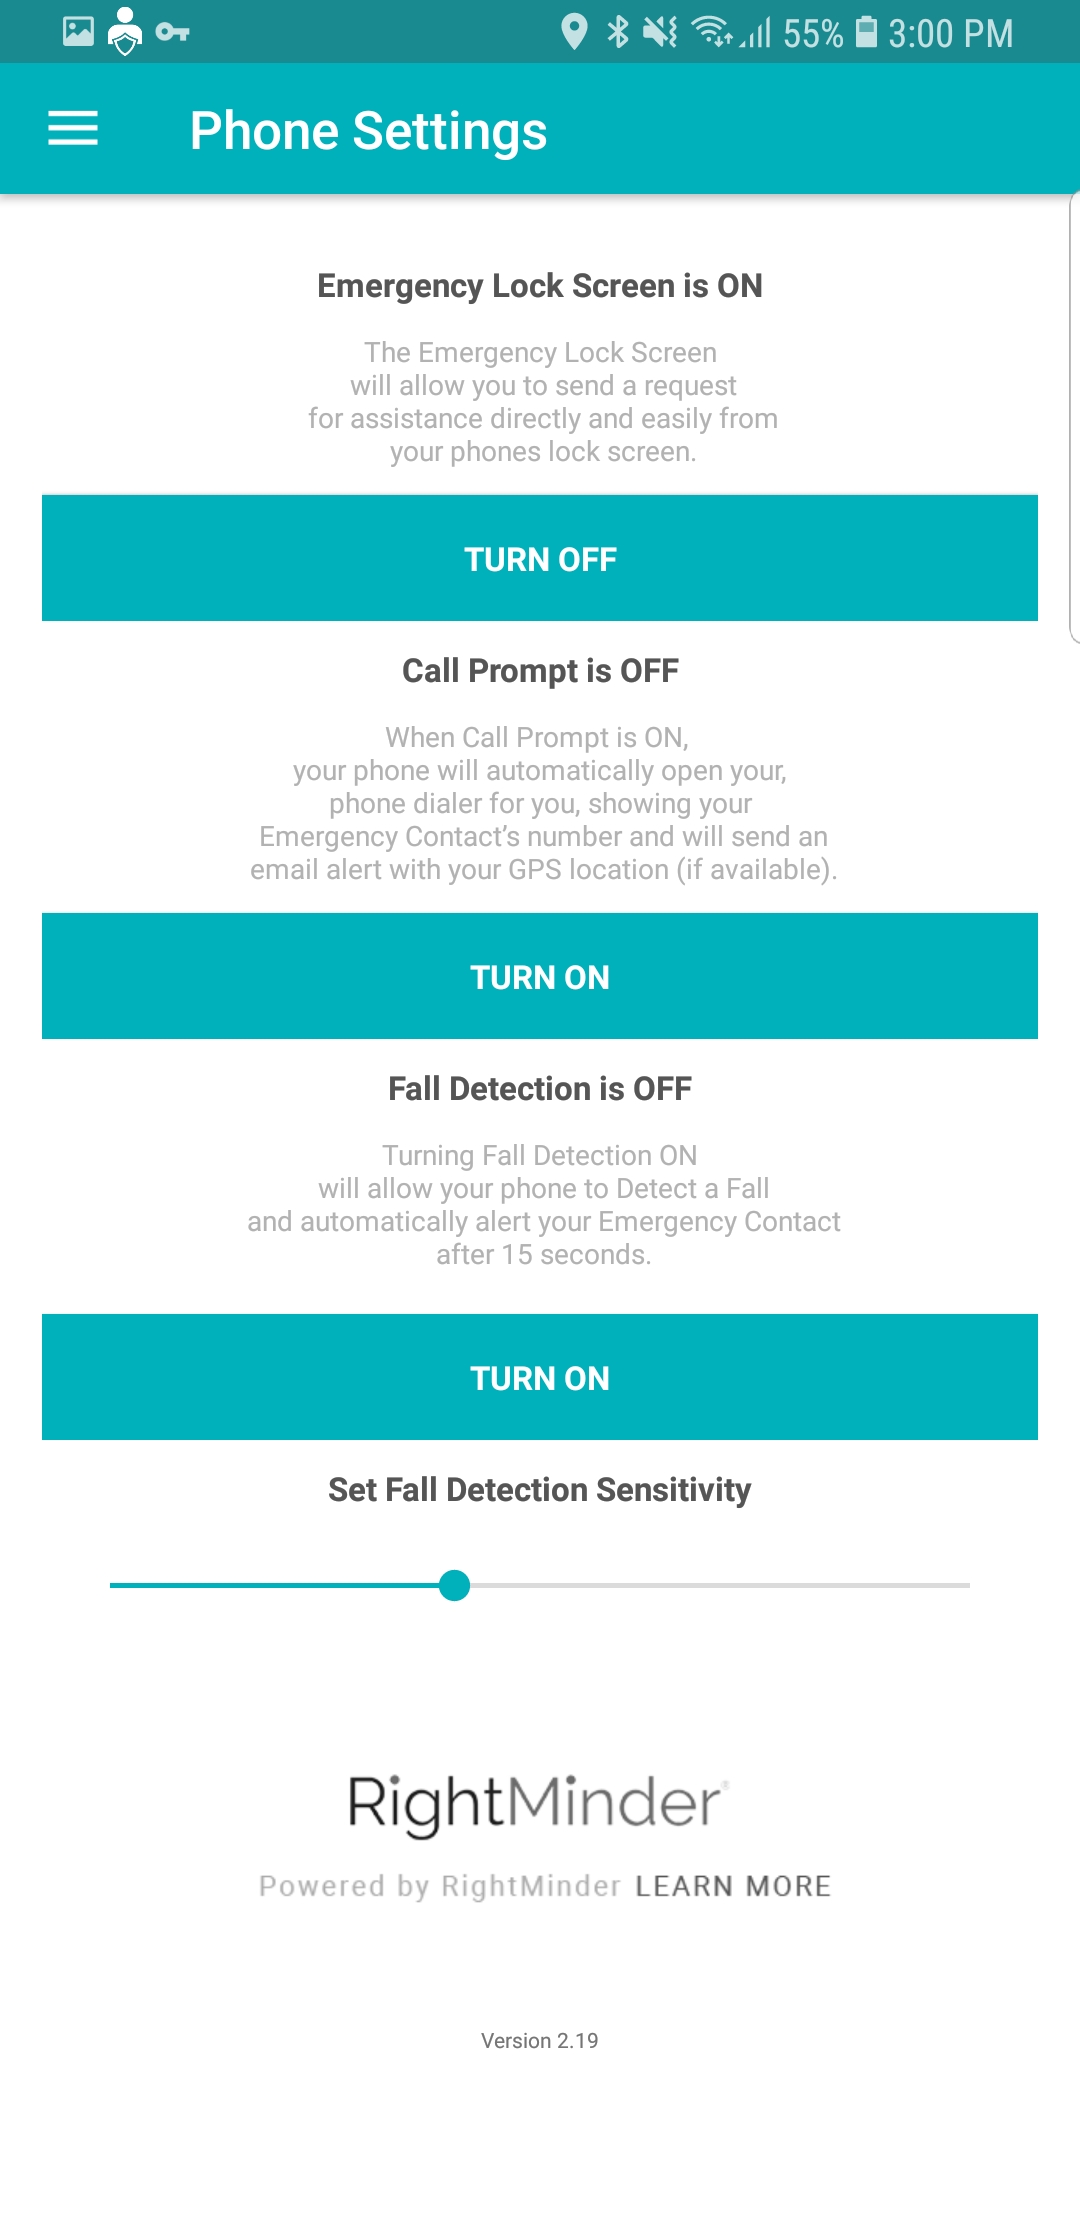 55% 3:00 PM
Phone Settings
Emergency Lock Screen is ON
The Emergency Lock Screen
will allow you to send a request
for assistance directly and easily from
your phones lock screen.
TURN OFF
Call Prompt is OFF
When Call Prompt is ON,
your phone will automatically open your,
phone dialer for you, showing your
Emergency Contact’s number and will send an
email alert with your GPS location (if available).
TURN ON
Fall Detection is OFF
Turning Fall Detection ON
will allow your phone to Detect a Fall
and automatically alert your Emergency Contact
after 15 seconds.
TURN ON
Set Fall Detection Sensitivity
RightMinder®
Powered by RightMinder LEARN MORE
Version 2.19